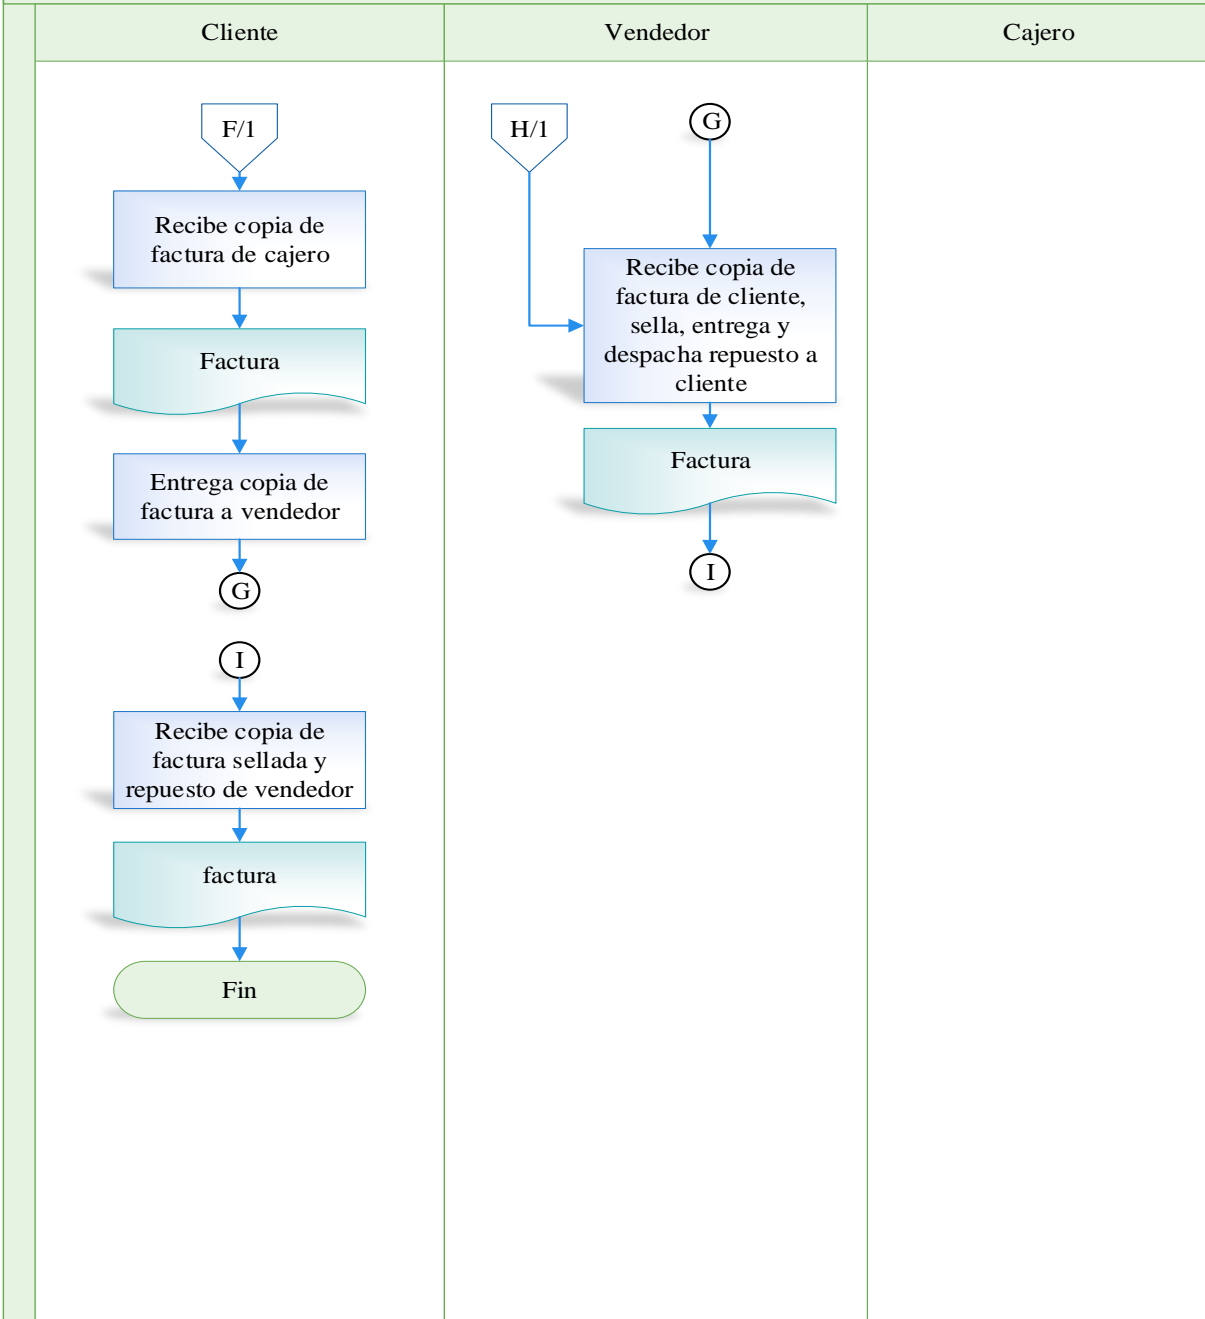 Cliente
Vendedor
Cajero
F/1
Recibe copia de
factura de cajero
Factura
Entrega copia de
factura a vendedor
G
I
Recibe copia de
factura sellada y
repuesto de vendedor
factura
Fin
H/1
G
Recibe copia de
factura de cliente,
sella, entrega y
despacha repuesto a
cliente
Factura
I